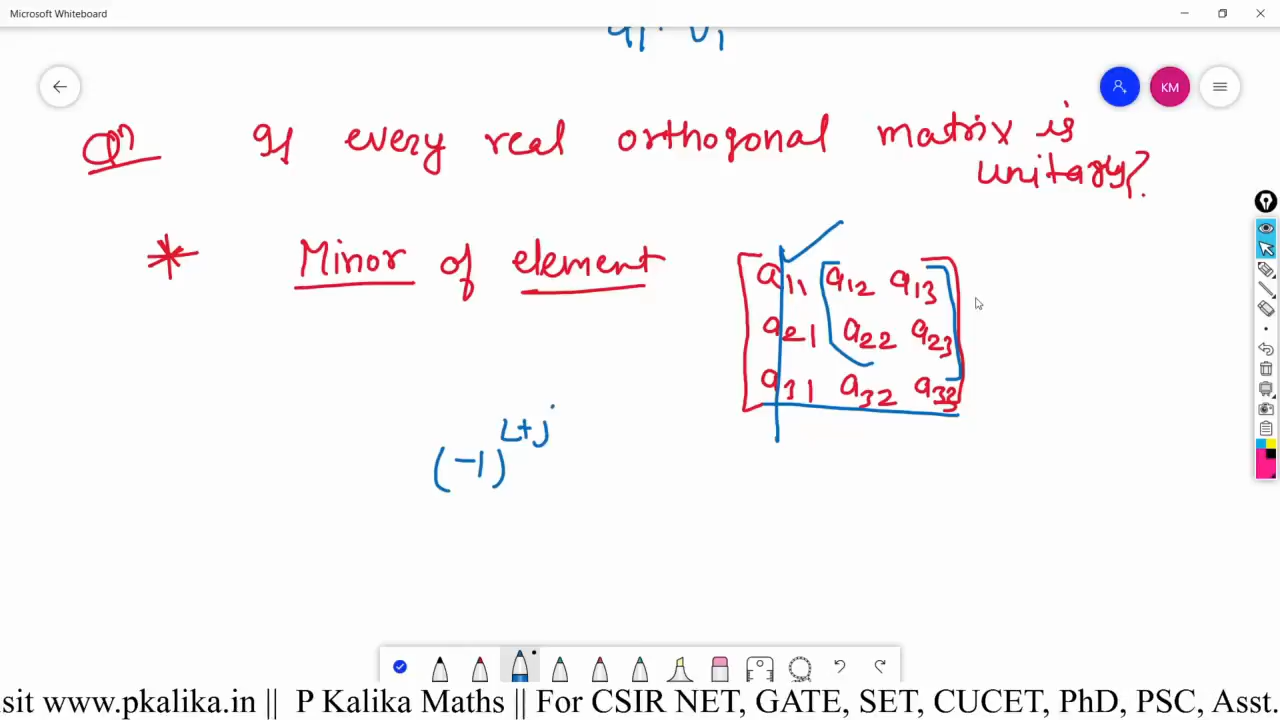 Microsoft Whiteboard
q1 . v1
KM
Qn If every real orthogonal matrix is
unitary?
* Minor of element
a11 a12 a13
a21 a22 a23
a31 a32 a33
(-1)^i+j
sit www.pkalika.in || P Kalika Maths || For CSIR NET, GATE, SET, CUCET, PhD, PSC, Asst.